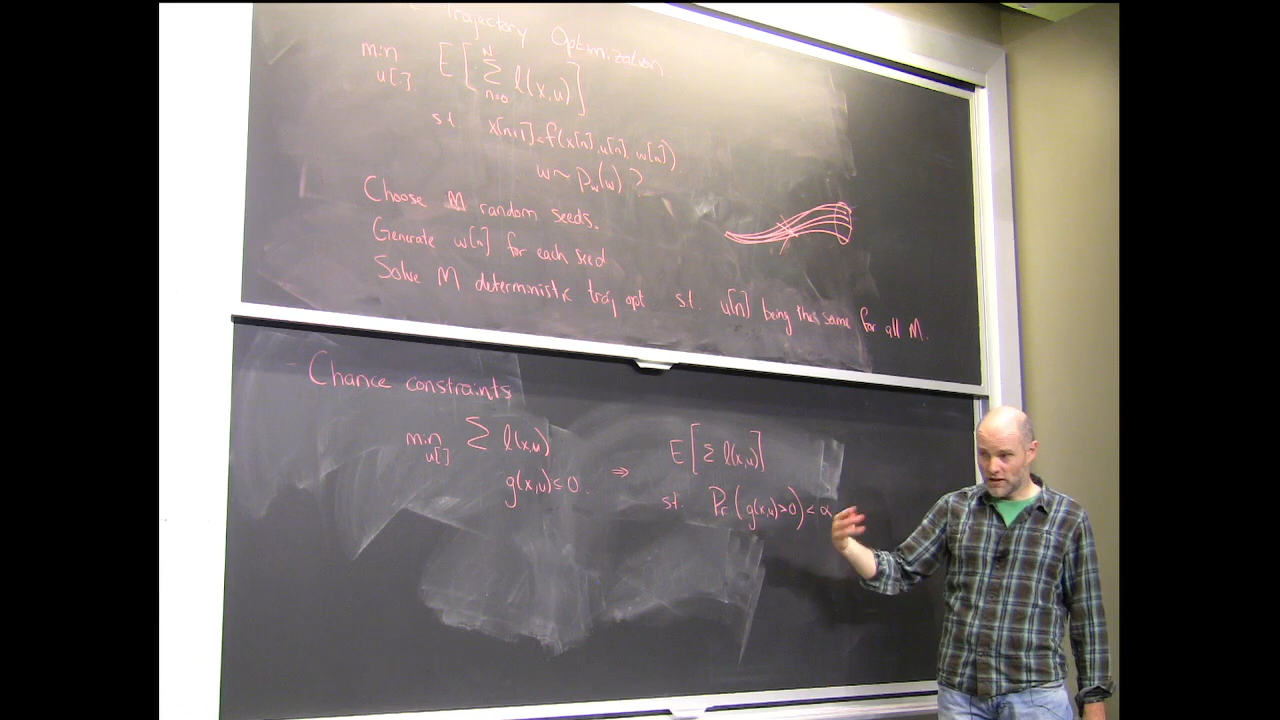 - Trajectory Optimization
min E[ Σ l(x,u) ]
u[·] n=0 N
s.t. x[n+1] = f(x[n], u[n], w[n])
w ~ Pw(w) ?
Choose M random seeds.
Generate w[n] for each seed
Solve M deterministic traj opt s.t. u[n] being the same for all M.
- Chance constraints
min Σ l(x,u) ⇒ E[ Σ l(x,u) ]
u[·]
g(x,u) ≤ 0. s.t. Pr(g(x,u)>0) < α